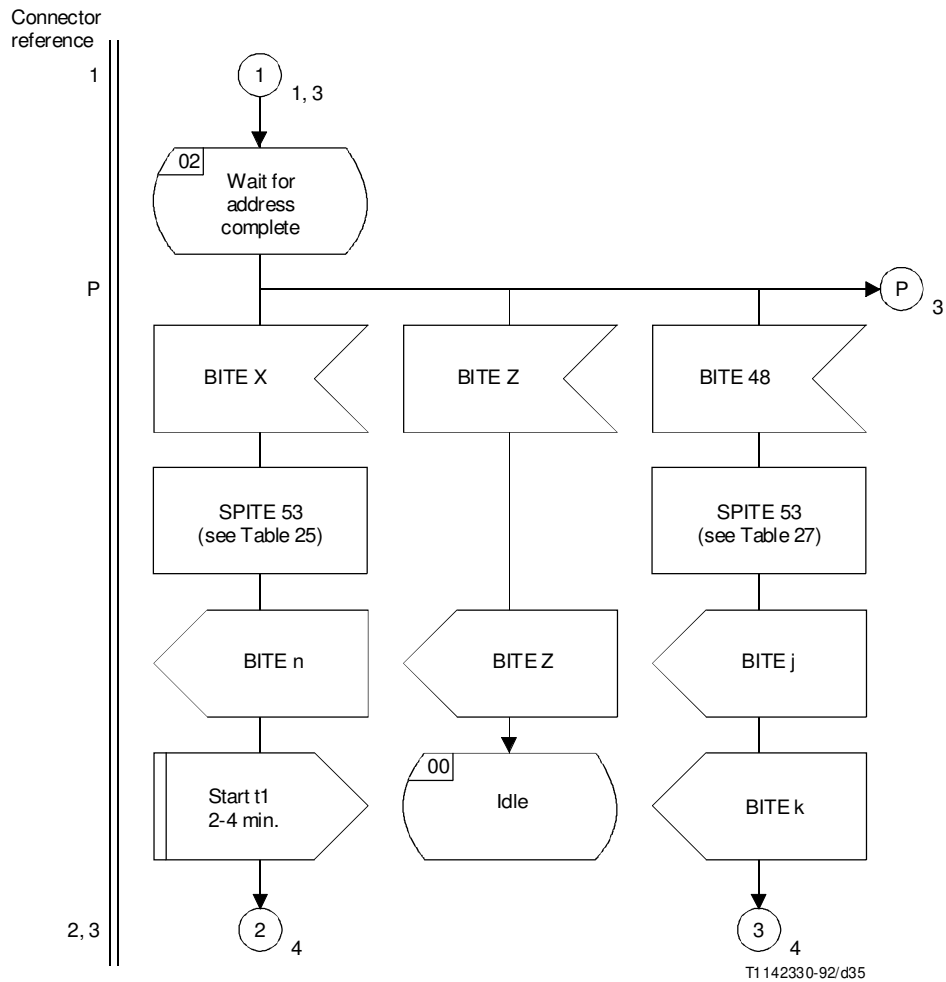 Connector
reference
1
1
1, 3
02
Wait for
address
complete
P
P
3
BITE X
BITE Z
BITE 48
SPITE 53
(see Table 25)
SPITE 53
(see Table 27)
BITE n
BITE Z
BITE j
Start t1
2-4 min.
00
Idle
BITE k
2, 3
2
4
3
4
T1142330-92/d35